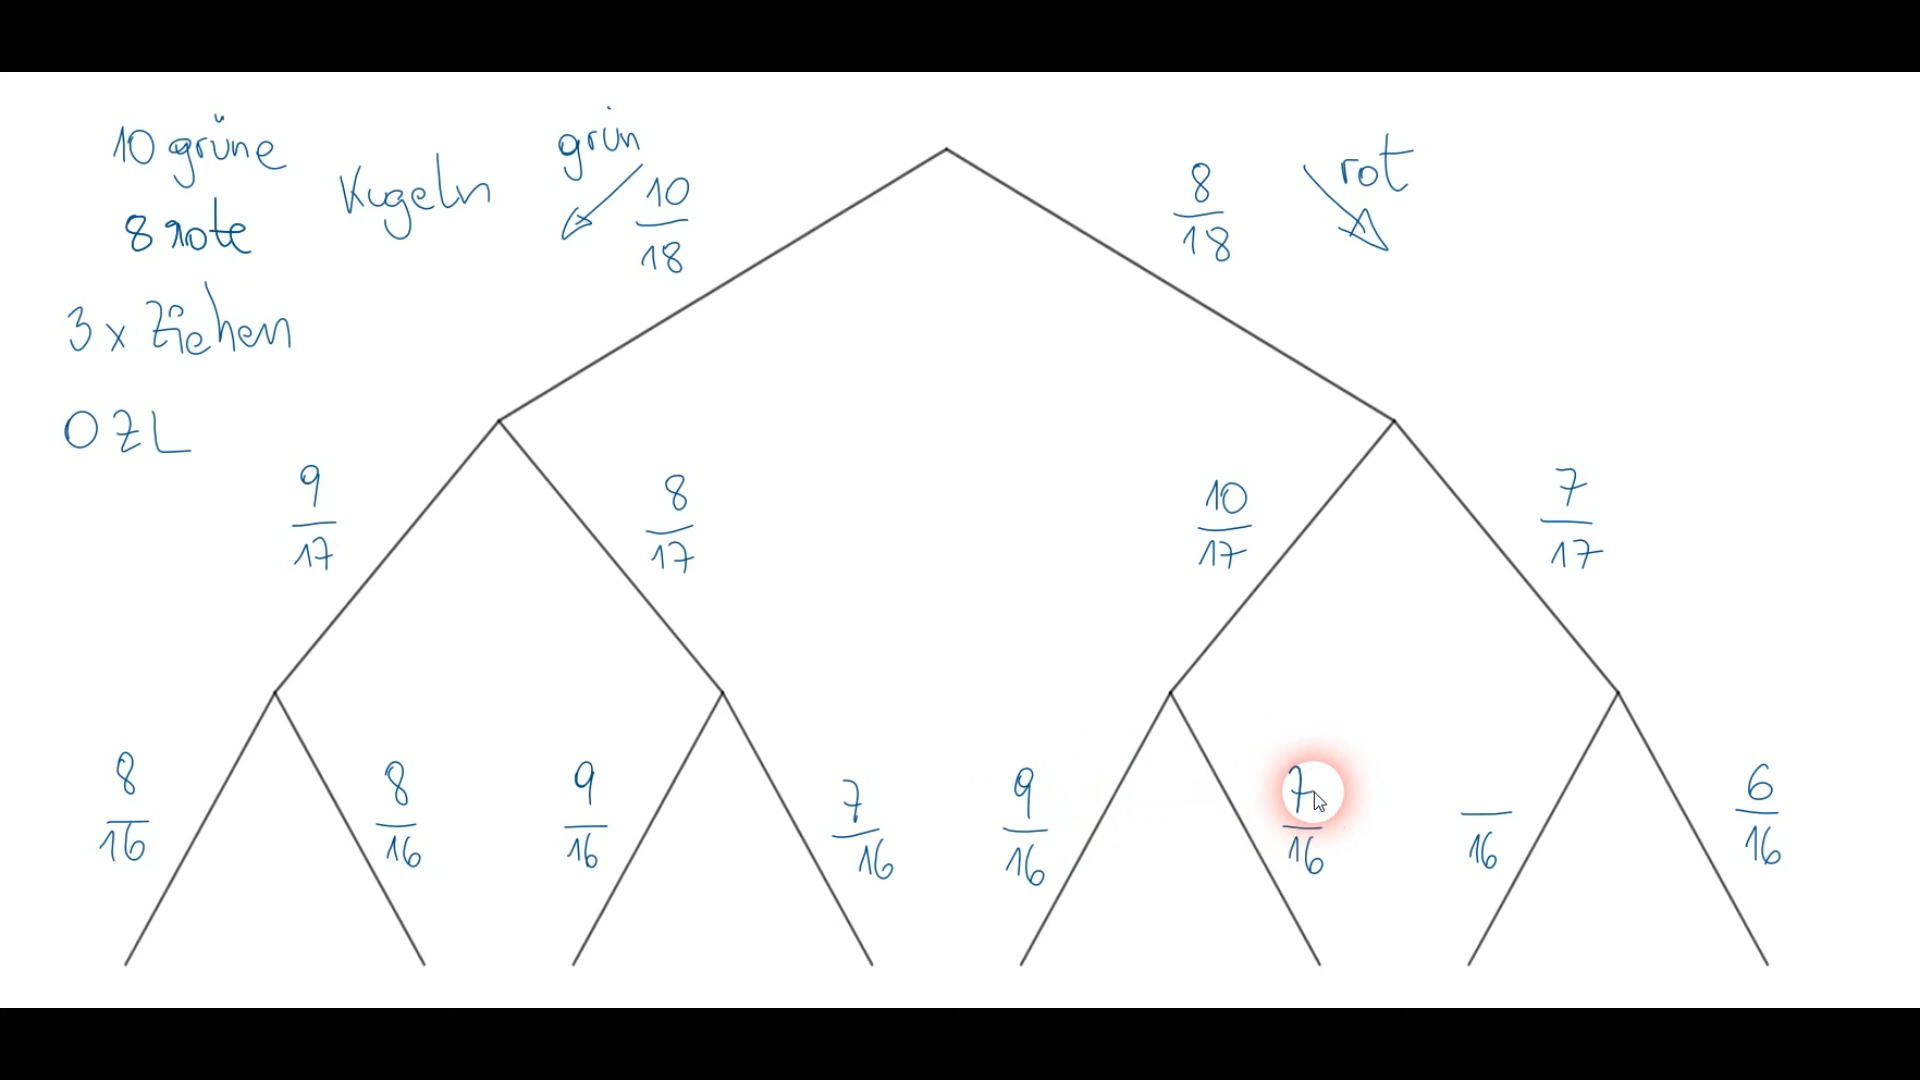 10 grüne
8 rote
Kugeln
3 x Ziehen
OZL
grün
10/18
8/18
rot
9/17
8/17
10/17
7/17
8/16
8/16
9/16
7/16
9/16
7/16
/16
6/16